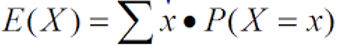 E(X) = ∑ x • P(X = x)